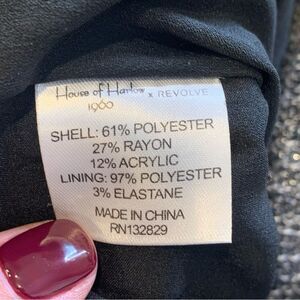 House of Harlow
1960 x REVOLVE
SHELL: 61% POLYESTER
27% RAYON
12% ACRYLIC
LINING: 97% POLYESTER
3% ELASTANE
MADE IN CHINA
RN132829